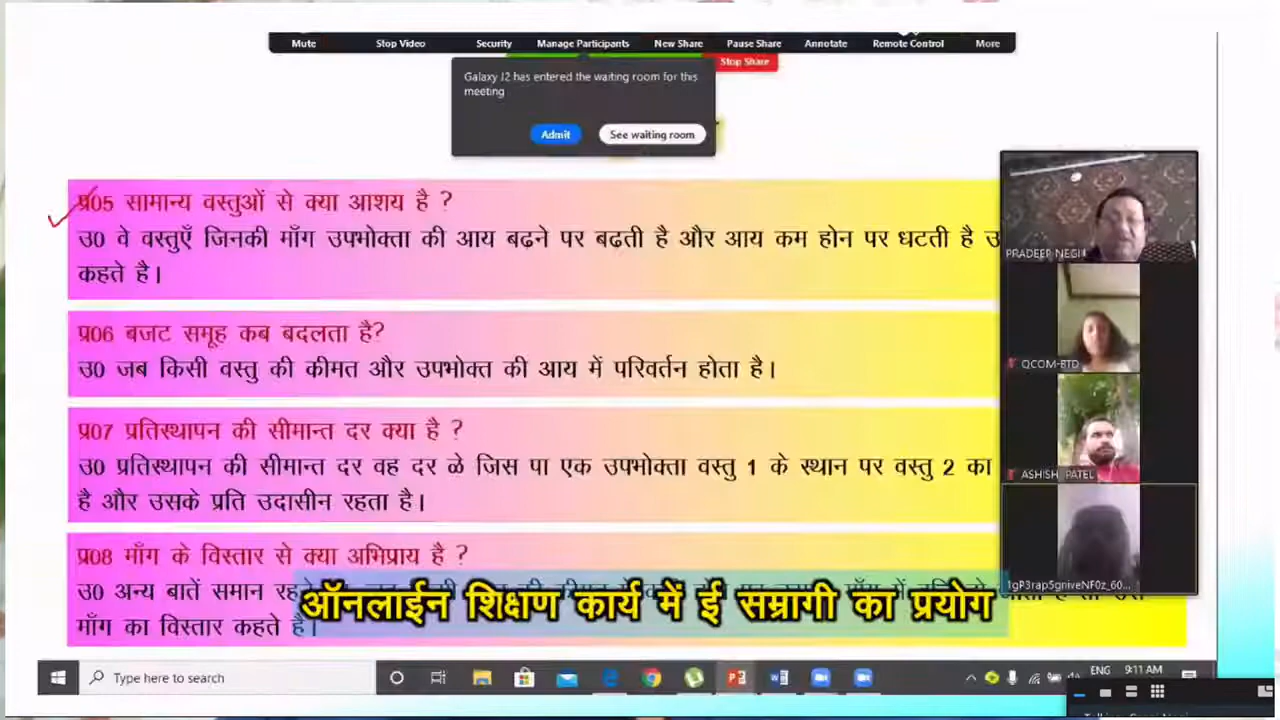 Mute Stop Video Security Manage Participants New Share Pause Share Annotate Remote Control More
Stop Share
Galaxy J2 has entered the waiting room for this
meeting
Admit See waiting room
प्र05 सामान्य वस्तुओं से क्या आशय है ?
उ0 वे वस्तुएँ जिनकी माँग उपभोक्ता की आय बढ़ने पर बढ़ती है और आय कम होन पर धटती है
कहते है।
प्र06 बजट समूह कब बदलता है?
उ0 जब किसी वस्तु की कीमत और उपभोक्त की आय में परिवर्तन होता है।
प्र07 प्रतिस्थापन की सीमान्त दर क्या है ?
उ0 प्रतिस्थापन की सीमान्त दर वह दर ळे जिस पा एक उपभोक्ता वस्तु 1 के स्थान पर वस्तु 2 का
है और उसके प्रति उदासीन रहता है।
प्र08 माँग के विस्तार से क्या अभिप्राय है ?
उ0 अन्य बातें समान
माँग का विस्तार कहते है।
PRADEEP NEGI
QCOM-BTD
ASHISH PATEL
1gP3rap5gniveNF0z_60...
ऑनलाईन शिक्षण कार्य में ई सम्रागी का प्रयोग
Type here to search
ENG 9:11 AM